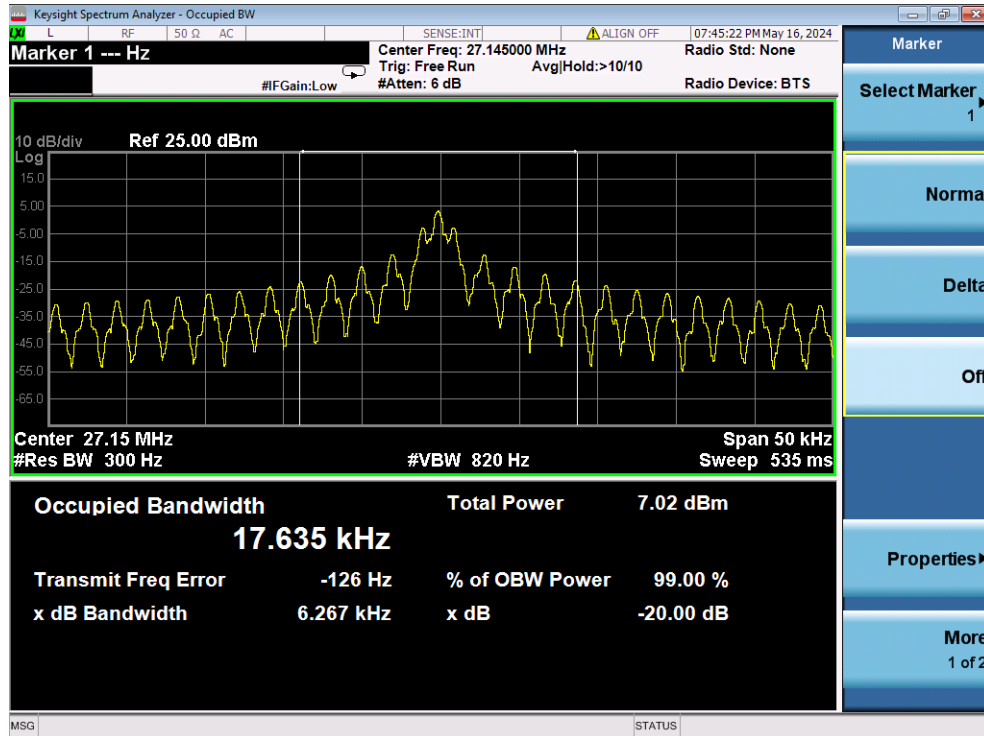 Keysight Spectrum Analyzer - Occupied BW
LXI L RF 50 Ω AC SENSE:INT ALIGN OFF 07:45:22 PM May 16, 2024
Marker 1 --- Hz
Center Freq: 27.145000 MHz
Radio Std: None
Trig: Free Run Avg|Hold:>10/10
#IFGain:Low #Atten: 6 dB Radio Device: BTS
10 dB/div Ref 25.00 dBm
Log
15.0
5.00
-5.00
-15.0
-25.0
-35.0
-45.0
-55.0
-65.0
Center 27.15 MHz Span 50 kHz
#Res BW 300 Hz #VBW 820 Hz Sweep 535 ms
Occupied Bandwidth Total Power 7.02 dBm
17.635 kHz
Transmit Freq Error -126 Hz % of OBW Power 99.00 %
x dB Bandwidth 6.267 kHz x dB -20.00 dB
MSG STATUS
Marker
Select Marker
1
Norma
Delta
Off
Properties
More
1 of 2